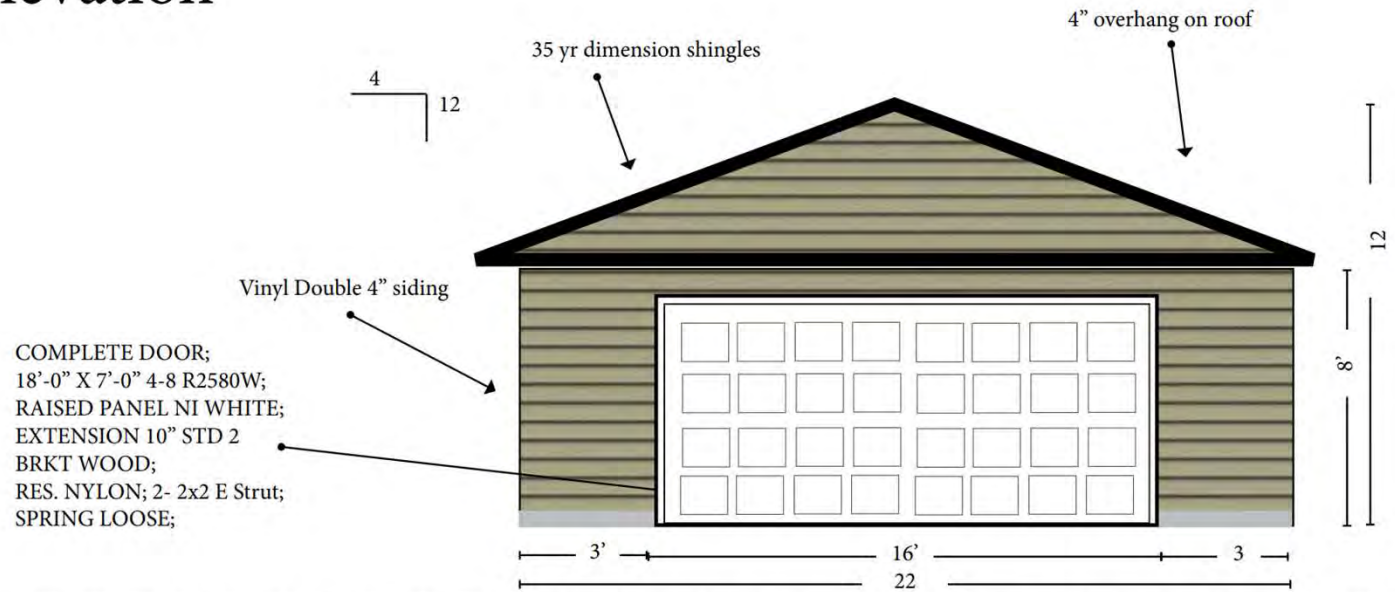 levation
4” overhang on roof
35 yr dimension shingles
4
12
12
Vinyl Double 4” siding
8’
COMPLETE DOOR;
18’-0” X 7’-0” 4-8 R2580W;
RAISED PANEL NI WHITE;
EXTENSION 10” STD 2
BRKT WOOD;
RES. NYLON; 2- 2x2 E Strut;
SPRING LOOSE;
3’
16’
3
22